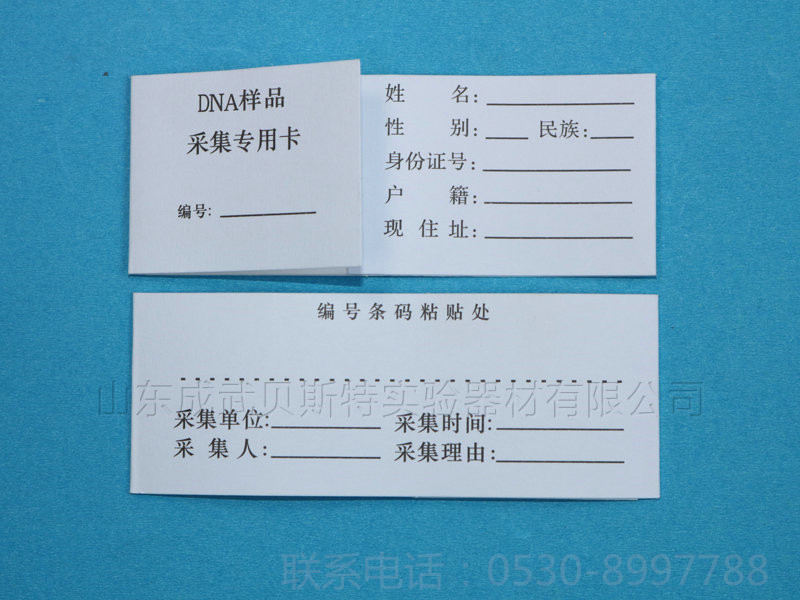 DNA样品
采集专用卡
编号:
姓 名:
性 别: 民族:
身份证号:
户 籍:
现 住 址:
编号条码粘贴处
山东成武贝斯特实验器材有限公司
采集单位: 采集时间:
采 集 人: 采集理由:
联系电话：0530-8997788